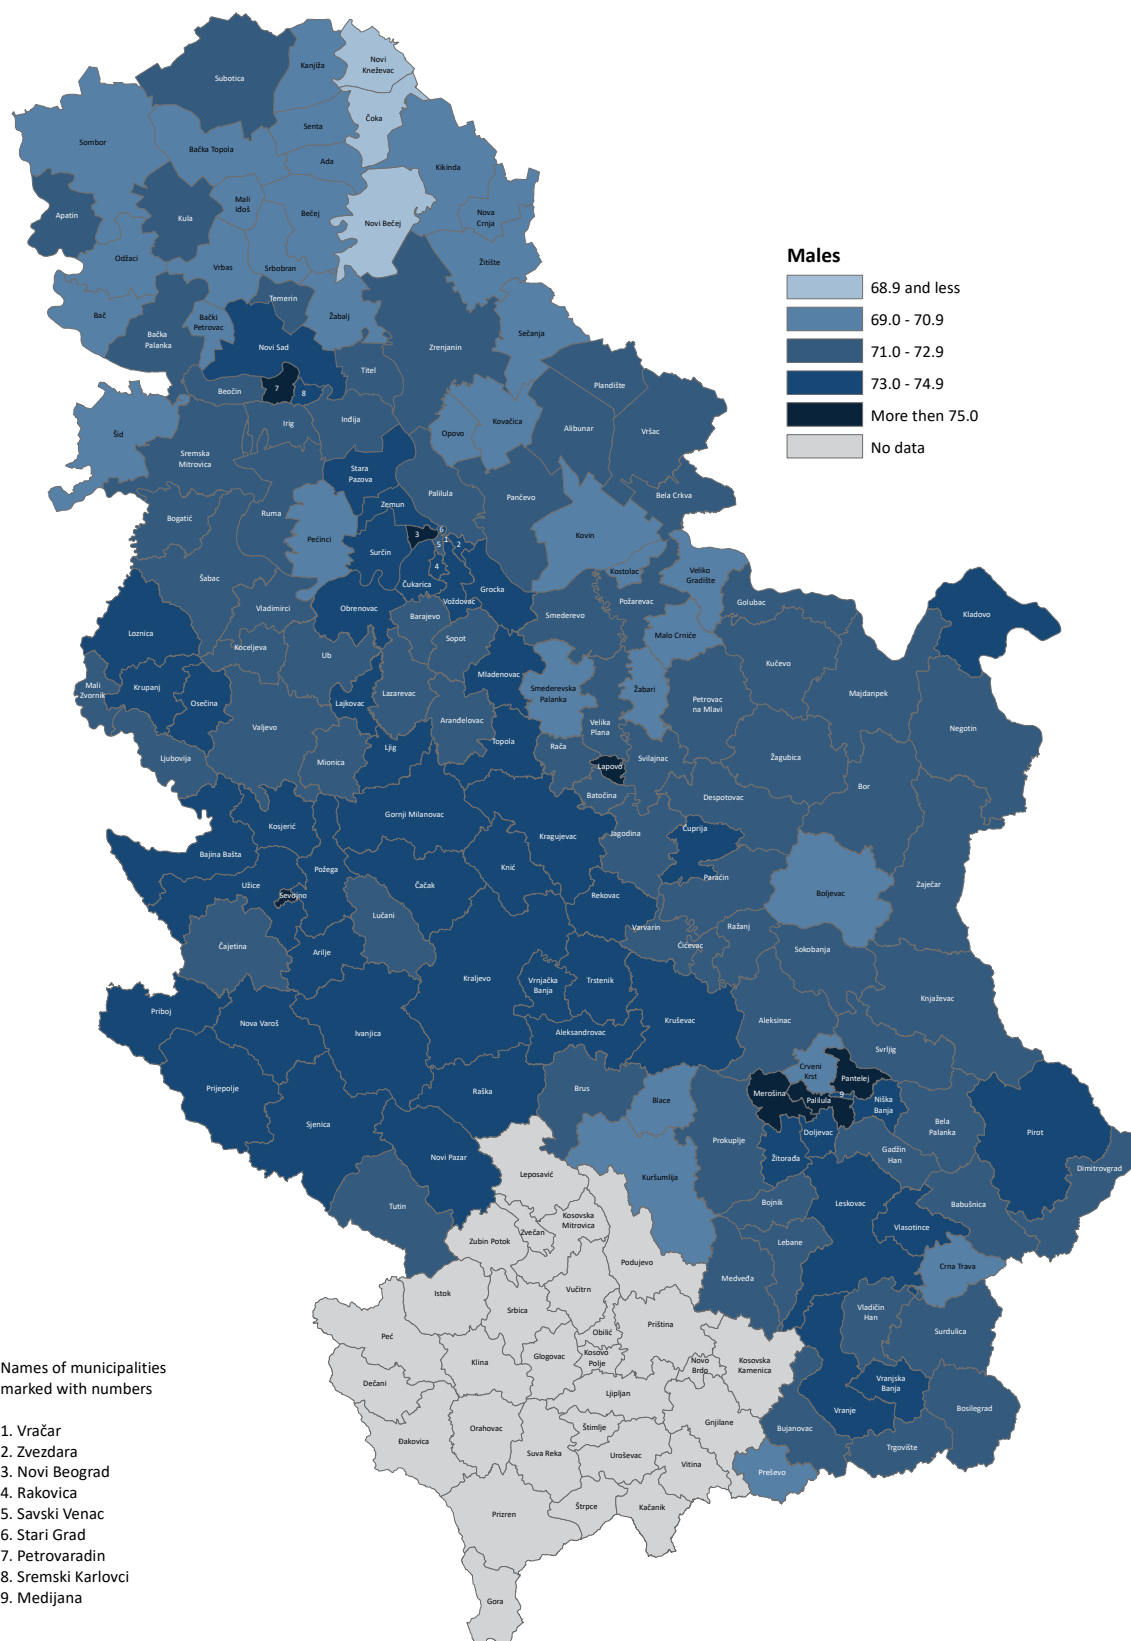 Novi
Kneževac
Kanjiža
Subotica
Čoka
Senta
Sombor
Bačka Topola
Ada
Kikinda
Mali
Iđoš
Bečej
Nova
Crnja
Apatin
Kula
Novi Bečej
Odžaci
Vrbas
Srbobran
Žitište
Males
68.9 and less
69.0 - 70.9
71.0 - 72.9
73.0 - 74.9
More then 75.0
No data
Temerin
Bač
Bački
Petrovac
Žabalj
Bačka
Palanka
Sečanja
Novi Sad
Zrenjanin
Titel
Beočin
7
8
Plandište
Irig
Inđija
Opovo
Kovačica
Alibunar
Vršac
Šid
Sremska
Mitrovica
Stara
Pazova
Palilula
Pančevo
Bela Crkva
Zemun
Bogatić
Ruma
Pećinci
3
6
1
5
2
Kovin
Surčin
4
Kostolac
Veliko
Gradište
Šabac
Čukarica
Grocka
Voždovac
Požarevac
Golubac
Vladimirci
Obrenovac
Barajevo
Smederevo
Kladovo
Loznica
Sopot
Malo Crniće
Koceljeva
Ub
Kučevo
Mladenovac
Mali
Zvornik
Krupanj
Osečina
Lajkovac
Lazarevac
Smederevska
Palanka
Žabari
Petrovac
na Mlavi
Majdanpek
Negotin
Valjevo
Aranđelovac
Velika
Plana
Ljubovija
Mionica
Ljig
Topola
Rača
Lapovo
Svilajnac
Žagubica
Bor
Batočina
Despotovac
Kosjerić
Gornji Milanovac
Kragujevac
Jagodina
Ćuprija
Bajina Bašta
Požega
Knić
Užice
Čačak
Paraćin
Zaječar
Sevojno
Rekovac
Boljevac
Lučani
Varvarin
Ražanj
Čajetina
Arilje
Ćićevac
Sokobanja
Kraljevo
Vrnjačka
Banja
Trstenik
Knjaževac
Priboj
Nova Varoš
Ivanjica
Kruševac
Aleksinac
Aleksandrovac
Svrljig
Crveni
Krst
Pantelej
Prijepolje
Raška
Brus
Blace
Merošina
Palilula
9
Niška
Banja
Bela
Palanka
Sjenica
Prokuplje
Doljevac
Pirot
Novi Pazar
Žitorađa
Gadžin
Han
Dimitrovgrad
Leposavić
Kuršumlija
Tutin
Bojnik
Leskovac
Babušnica
Kosovska
Mitrovica
Zvečan
Zubin Potok
Vlasotince
Lebane
Podujevo
Medveđa
Crna Trava
Istok
Vučitrn
Srbica
Vladičin
Han
Peć
Obilić
Priština
Surdulica
Klina
Glogovac
Kosovo
Polje
Novo
Brdo
Kosovska
Kamenica
Names of municipalities
marked with numbers
Dečani
Ljipljan
Vranjska
Banja
Bosilegrad
Orahovac
Štimlje
Gnjilane
Vranje
1. Vračar
Đakovica
Suva Reka
Uroševac
Bujanovac
2. Zvezdara
Vitina
Trgovište
3. Novi Beograd
Preševo
4. Rakovica
5. Savski Venac
Prizren
Štrpce
Kačanik
6. Stari Grad
7. Petrovaradin
8. Sremski Karlovci
9. Medijana
Gora